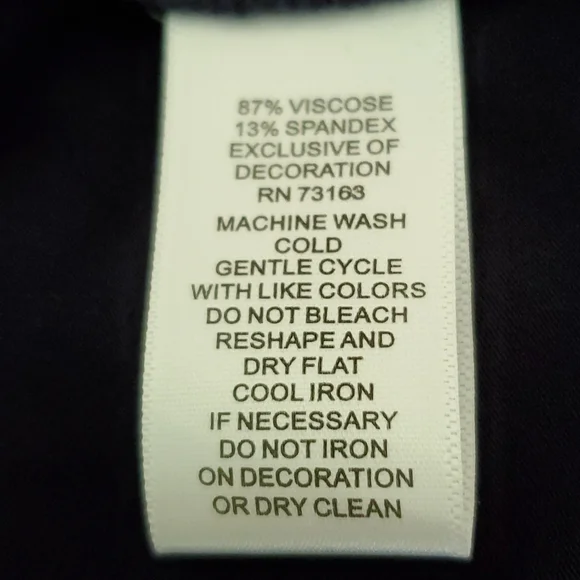 87% VISCOSE
13% SPANDEX
EXCLUSIVE OF
DECORATION
RN 73163
MACHINE WASH
COLD
GENTLE CYCLE
WITH LIKE COLORS
DO NOT BLEACH
RESHAPE AND
DRY FLAT
COOL IRON
IF NECESSARY
DO NOT IRON
ON DECORATION
OR DRY CLEAN